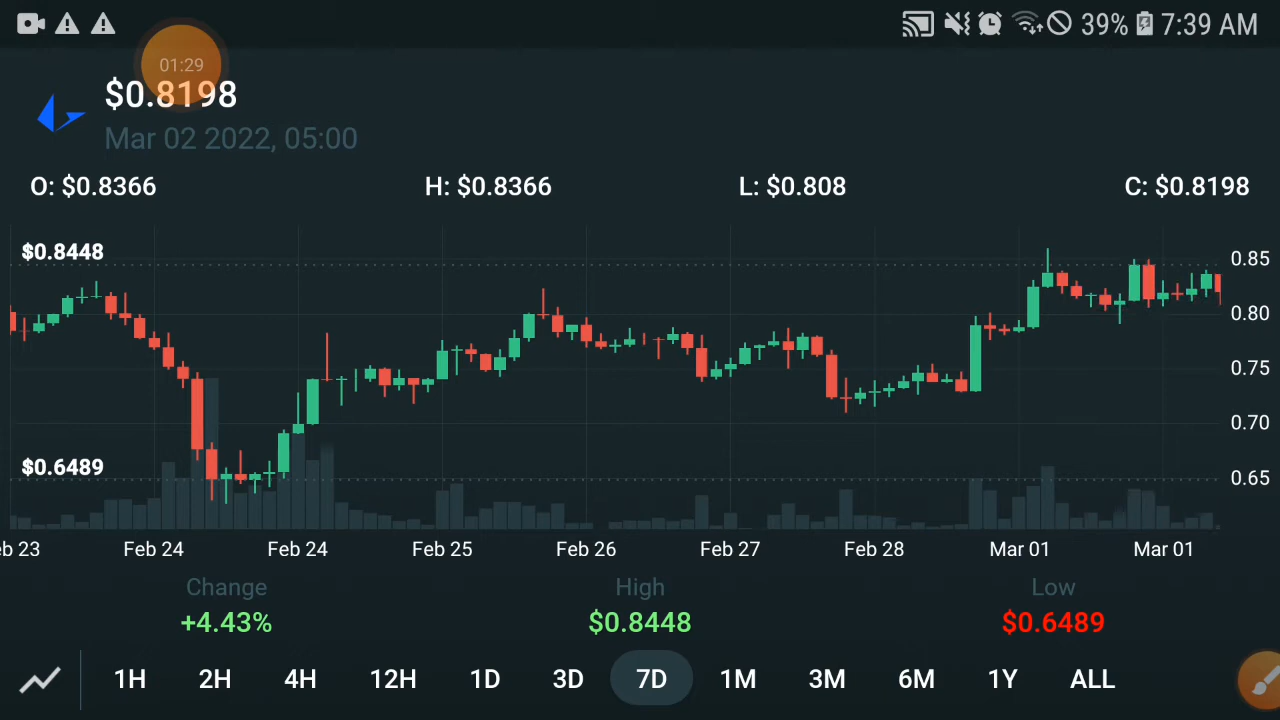 39% 7:39 AM
01:29
$0.8198
Mar 02 2022, 05:00
O: $0.8366 H: $0.8366 L: $0.808 C: $0.8198
$0.8448
0.85
0.80
0.75
0.70
$0.6489
0.65
eb 23 Feb 24 Feb 24 Feb 25 Feb 26 Feb 27 Feb 28 Mar 01 Mar 01
Change High Low
+4.43% $0.8448 $0.6489
1H 2H 4H 12H 1D 3D 7D 1M 3M 6M 1Y ALL